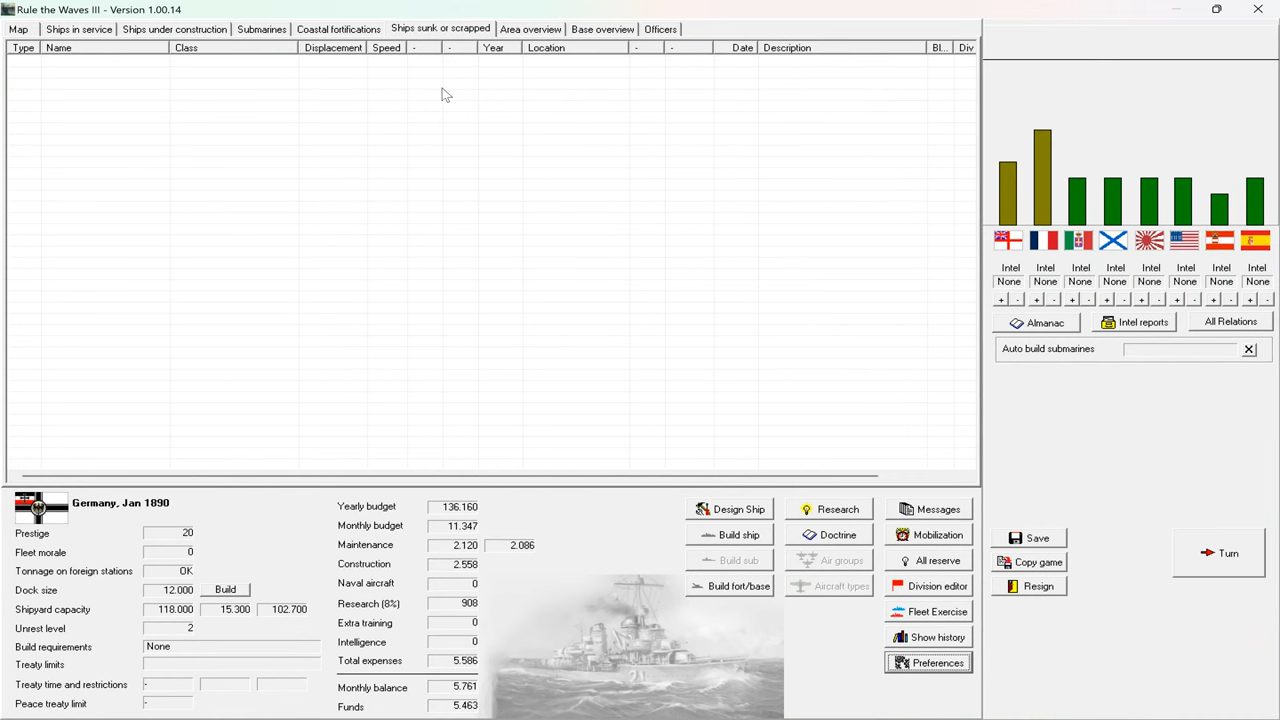 Rule the Waves III - Version 1.00.14
Map Ships in service Ships under construction Submarines Coastal fortifications Ships sunk or scrapped Area overview Base overview Officers
Type Name Class Displacement Speed - - Year Location - - Date Description Bl... Div
Intel Intel Intel Intel Intel Intel Intel Intel
None None None None None None None None
+ - + - + - + - + - + - + - + -
Almanac Intel reports All Relations
Auto build submarines
Germany, Jan 1890
Prestige 20
Fleet morale 0
Tonnage on foreign stations OK
Dock size 12.000 Build
Shipyard capacity 118.000 15.300 102.700
Unrest level 2
Build requirements None
Treaty limits
Treaty time and restrictions -
Peace treaty limit -
Yearly budget 136.160
Monthly budget 11.347
Maintenance 2.120 2.086
Construction 2.558
Naval aircraft 0
Research (8%) 908
Extra training 0
Intelligence 0
Total expenses 5.586
Monthly balance 5.761
Funds 5.463
Design Ship Research Messages
Build ship Doctrine Mobilization
Build sub Air groups All reserve
Build fort/base Aircraft types Division editor
Fleet Exercise
Show history
Preferences
Save
Copy game
Resign
Turn